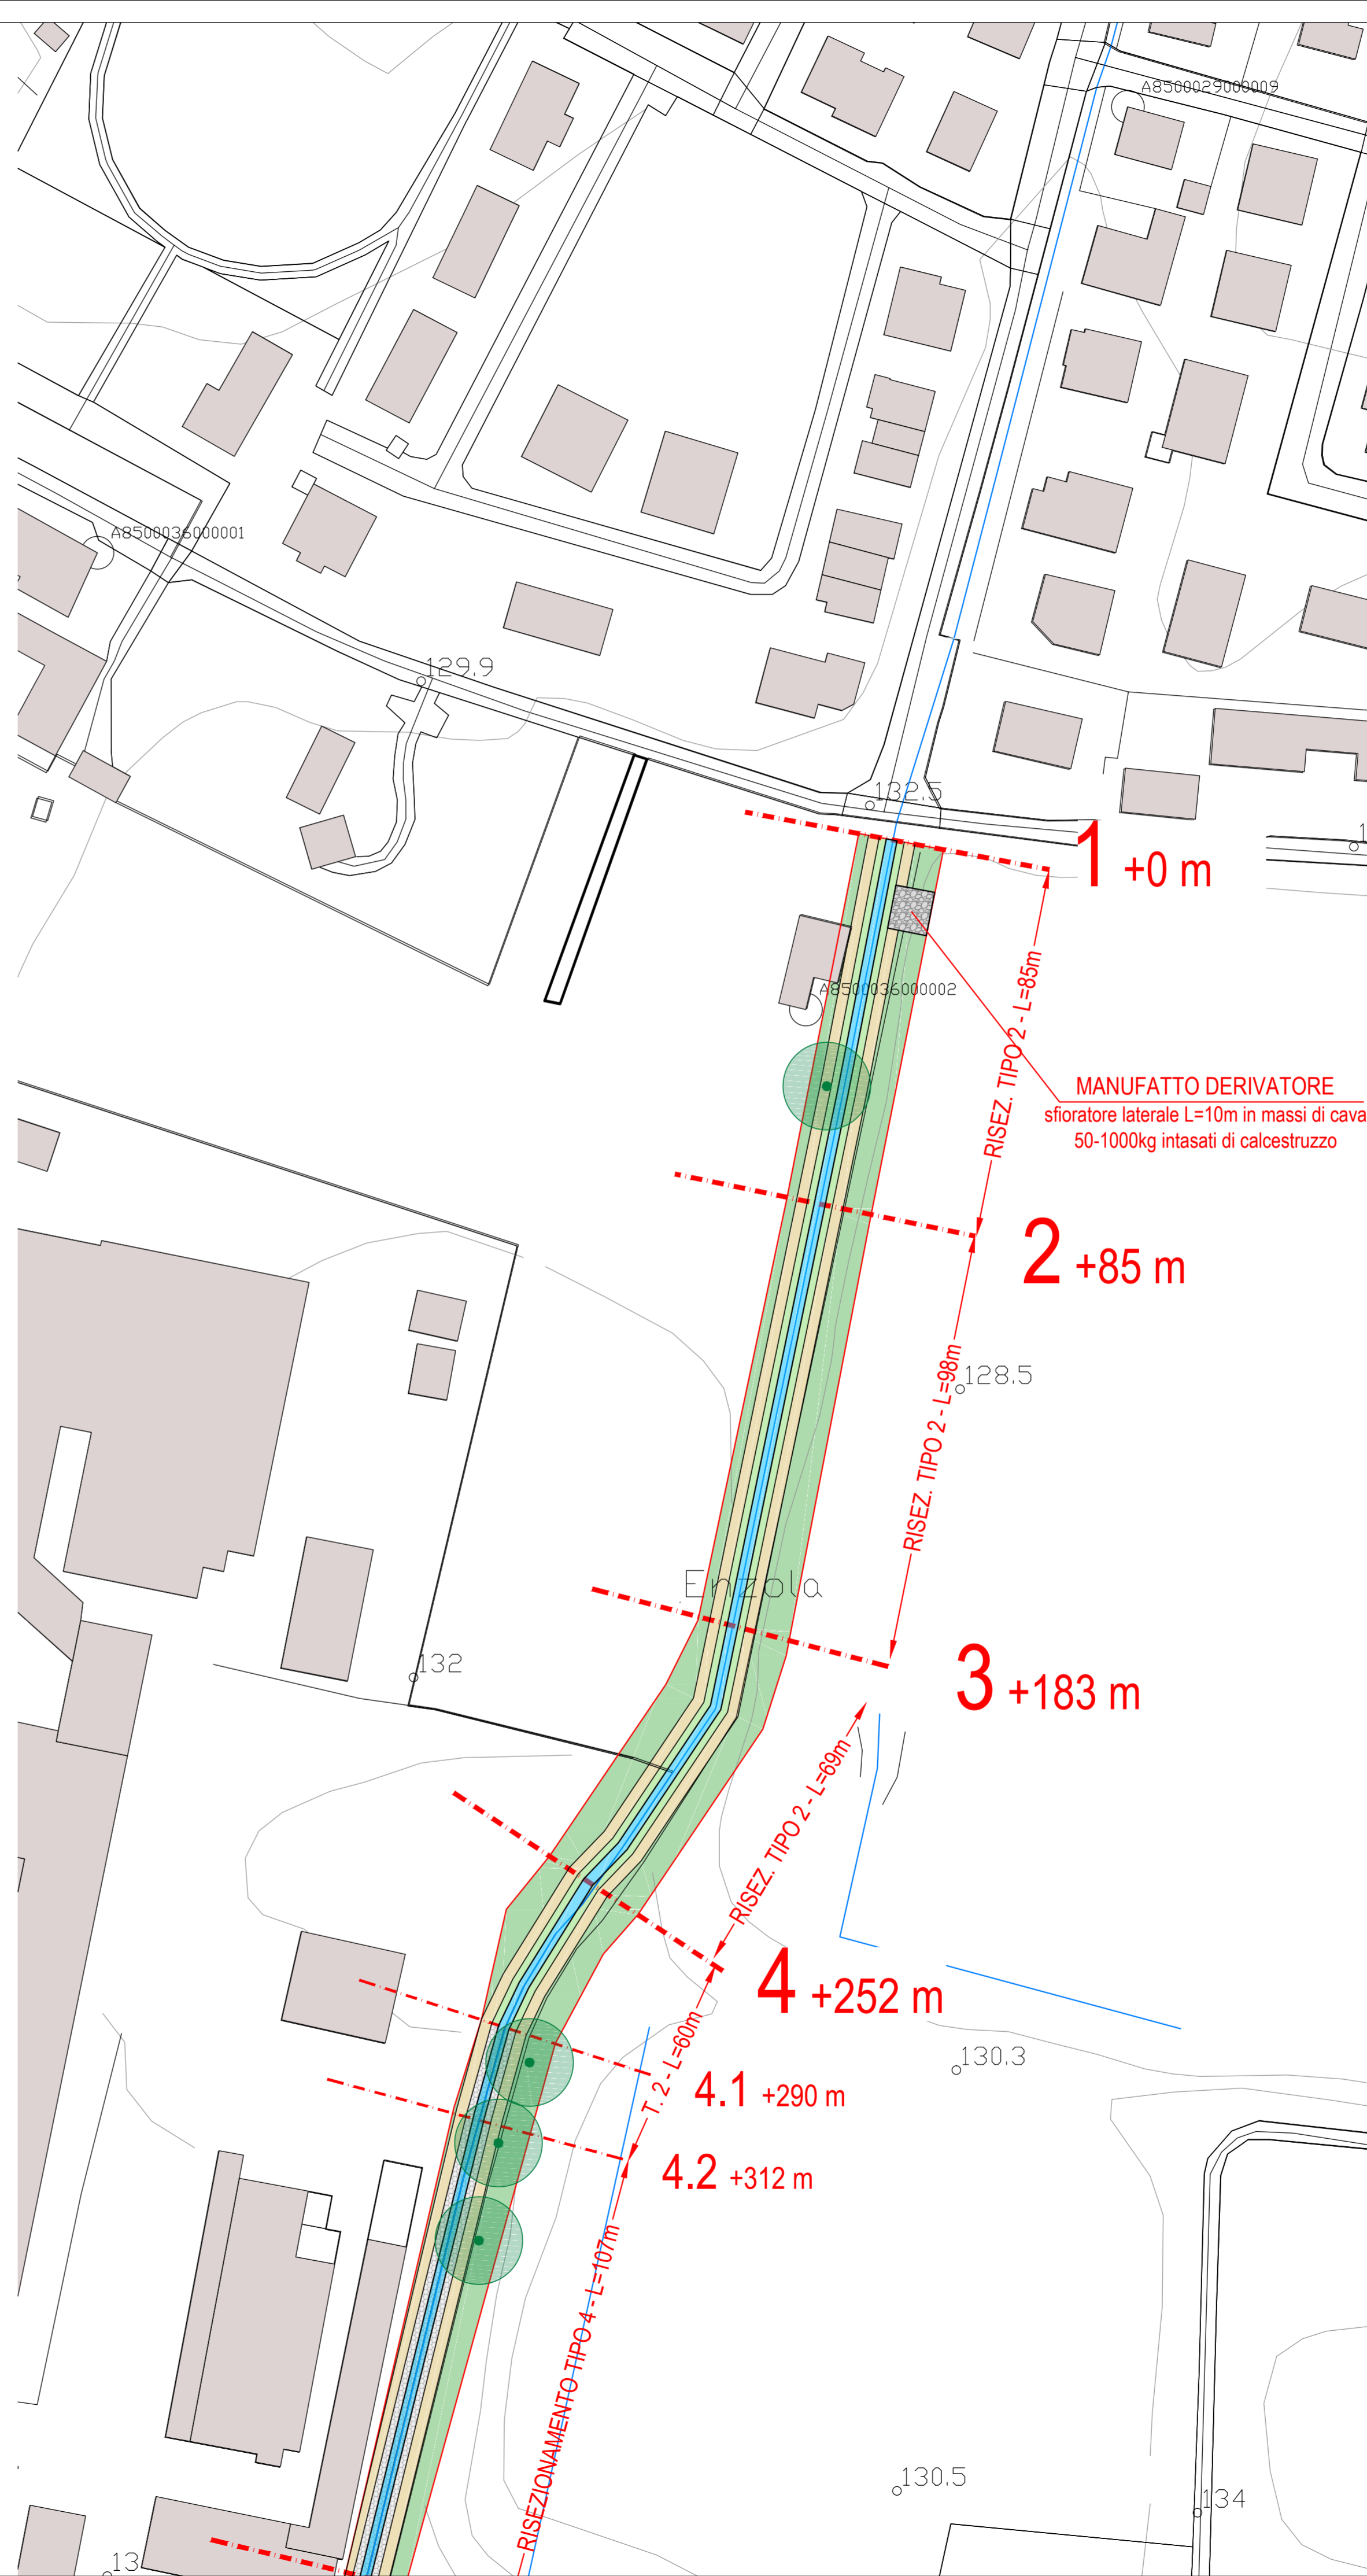 A8500029000009
A8500036000001
129.9
132.5
1 +0 m
A8500036000002
RISEZ. TIPO 2 - L=85m
MANUFATTO DERIVATORE
sfioratore laterale L=10m in massi di cava
50-1000kg intasati di calcestruzzo
2 +85 m
RISEZ. TIPO 2 - L=98m
128.5
Enzola
132
3 +183 m
RISEZ. TIPO 2 - L=69m
4 +252 m
130.3
T. 2 - L=60m
4.1 +290 m
4.2 +312 m
RISEZIONAMENTO TIPO 4 - L=107m
130.5
134